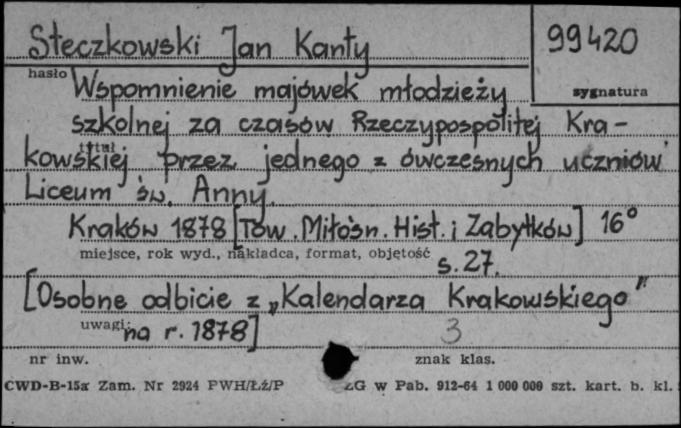 Steczkowski Jan Kanty
99420
hasło
sygnatura
Wspomnienie majówek młodzieży
szkolnej za czasów Rzeczypospolitej Kra-
tytuł
kowskiej przez jednego z ówczesnych uczniów
Liceum św. Anny.
Kraków 1878 [Tow. Miłośn. Hist. i Zabytków] 16°
miejsce, rok wyd., nakładca, format, objętość
s. 27.
[Osobne odbicie z „Kalendarza Krakowskiego"
uwagi:
na r. 1878]
3
nr inw.
znak klas.
CWD-B-15a Zam. Nr 2924 PWH/Łź/P
ZG w Pab. 912-64 1 000 000 szt. kart. b. kl.